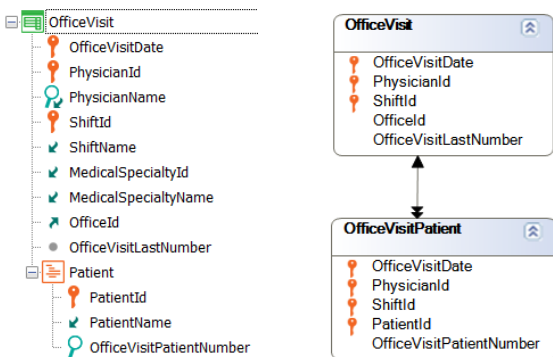 OfficeVisit
OfficeVisitDate
PhysicianId
PhysicianName
ShiftId
ShiftName
MedicalSpecialtyId
MedicalSpecialtyName
OfficeId
OfficeVisitLastNumber
Patient
PatientId
PatientName
OfficeVisitPatientNumber
OfficeVisit
OfficeVisitDate
PhysicianId
ShiftId
OfficeId
OfficeVisitLastNumber
OfficeVisitPatient
OfficeVisitDate
PhysicianId
ShiftId
PatientId
OfficeVisitPatientNumber